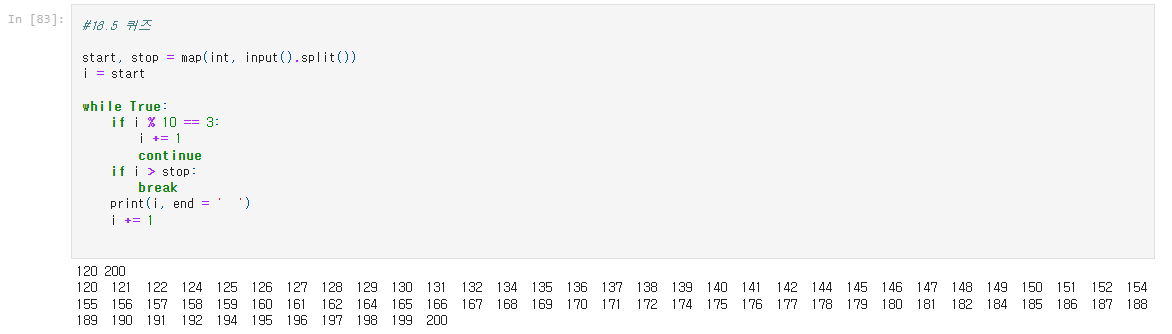 In [83]:
#16.5 퀴즈
start, stop = map(int, input().split())
i = start
while True:
if i % 10 == 3:
i += 1
continue
if i > stop:
break
print(i, end = '  ')
i += 1
120 200
120 121 122 124 125 126 127 128 129 130 131 132 134 135 136 137 138 139 140 141 142 144 145 146 147 148 149 150 151 152 154
155 156 157 158 159 160 161 162 164 165 166 167 168 169 170 171 172 174 175 176 177 178 179 180 181 182 184 185 186 187 188
189 190 191 192 194 195 196 197 198 199 200